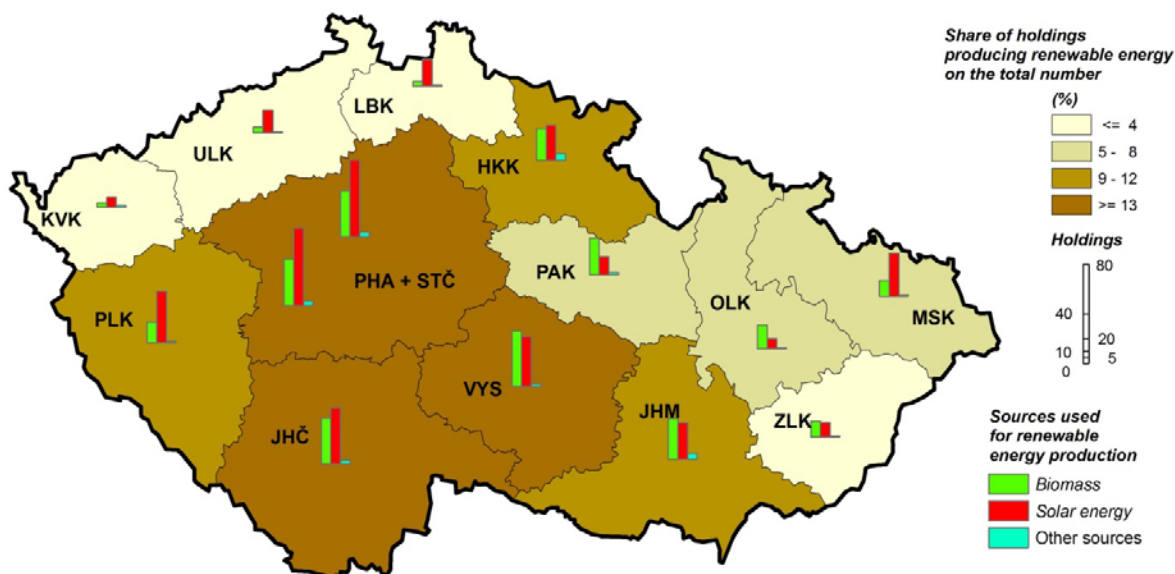 Share of holdings
producing renewable energy
on the total number
(%)
<= 4
5 - 8
9 - 12
>= 13
Holdings
80
40
20
10
5
0
Sources used
for renewable
energy production
Biomass
Solar energy
Other sources
LBK
ULK
HKK
KVK
PHA + STČ
PAK
OLK
MSK
PLK
VYS
JHM
ZLK
JHČ